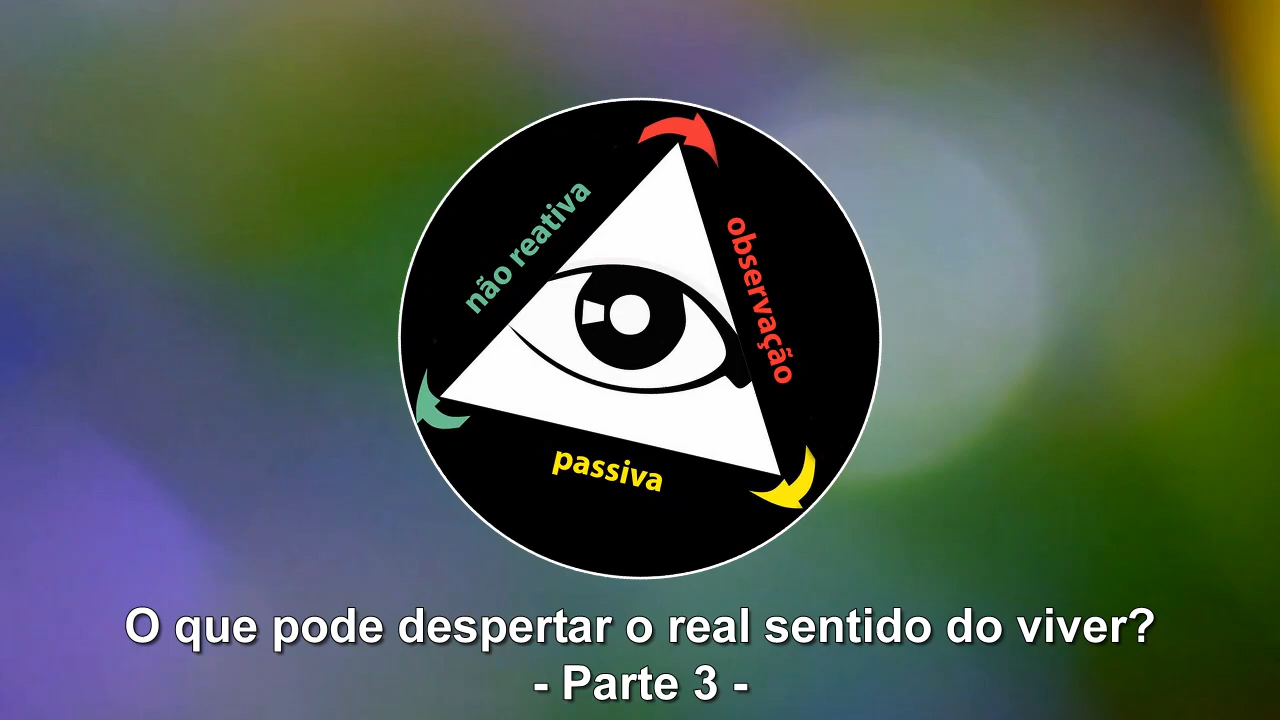 não reativa
observação
passiva
O que pode despertar o real sentido do viver?
- Parte 3 -